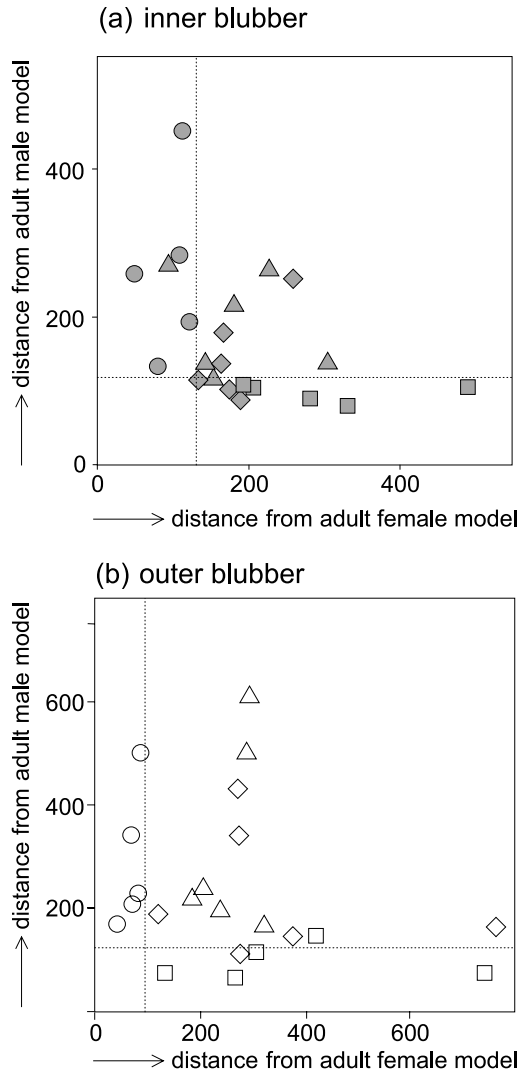 (a) inner blubber
distance from adult male model
400
200
0
0 200 400
distance from adult female model
(b) outer blubber
distance from adult male model
600
400
200
0 200 400 600
distance from adult female model